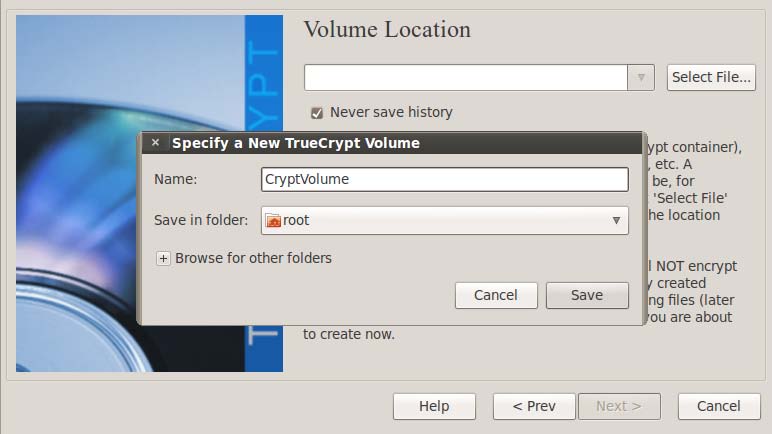 Volume Location
Select File...
Never save history
Specify a New TrueCrypt Volume
Name: CryptVolume
Save in folder: root
Browse for other folders
Cancel Save
ypt container),
, etc. A
be, for
'Select File'
he location
l NOT encrypt
y created
ng files (later
you are about
to create now.
YPT
T
Help < Prev Next > Cancel